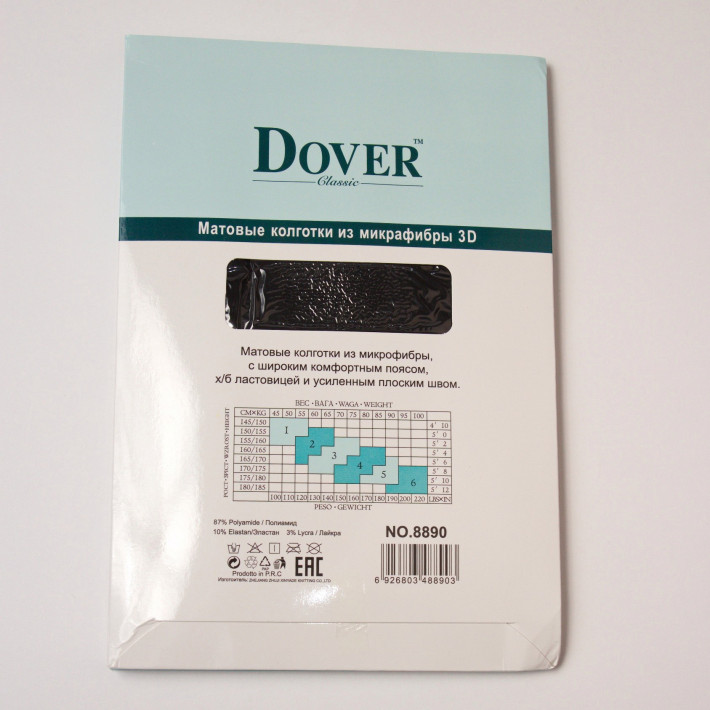 DOVER™
Classic
Матовые колготки из микрафибры 3D
Матовые колготки из микрофибры,
с широким комфортным поясом,
х/б ластовицей и усиленным плоским швом.
ВЕС • ВАГА • WAGA • WEIGHT
CM×KG 45 50 55 60 65 70 75 80 85 90 95 100
145/150 4' 10
150/155 1 5' 0
155/160 2 5' 2
160/165 3 5' 4
165/170 4 5' 6
170/175 5 5' 8
175/180 6 5' 10
180/185 5' 12
100 110 120 130 140 150 160 170 180 190 200 220 LBS×IN
PESO • GEWICHT
87% Polyamide / Полиамид
10% Elastan/Эластан 3% Lycra / Лайкра
NO.8890
Prodotto in P.R.C
EAC
6 926803 488903